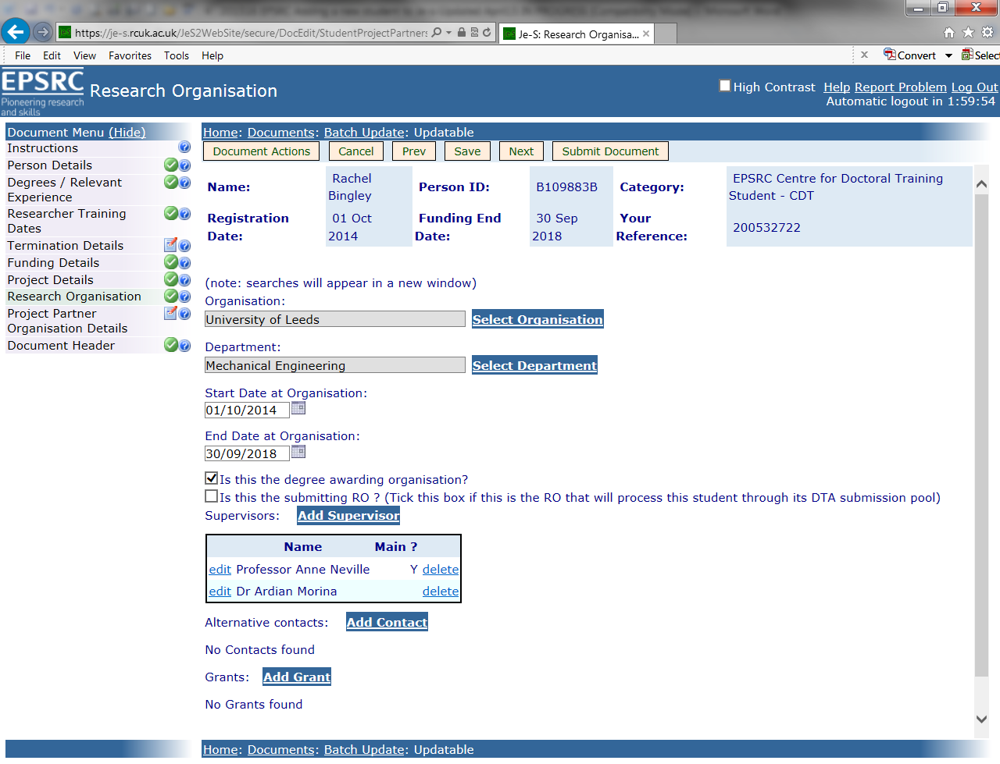 https://je-s.rcuk.ac.uk/JeS2WebSite/secure/DocEdit/StudentProjectPartners
Je-S: Research Organisa...
File Edit View Favorites Tools Help
Convert Select
EPSRC
Pioneering research
and skills
Research Organisation
High Contrast Help Report Problem Log Out
Automatic logout in 1:59:54
Document Menu (Hide)
Instructions
Person Details
Degrees / Relevant
Experience
Researcher Training
Dates
Termination Details
Funding Details
Project Details
Research Organisation
Project Partner
Organisation Details
Document Header
Home: Documents: Batch Update: Updatable
Document Actions Cancel Prev Save Next Submit Document
Name: Rachel Bingley Person ID: B109883B Category: EPSRC Centre for Doctoral Training Student - CDT
Registration Date: 01 Oct 2014 Funding End Date: 30 Sep 2018 Your Reference: 200532722
(note: searches will appear in a new window)
Organisation:
University of Leeds Select Organisation
Department:
Mechanical Engineering Select Department
Start Date at Organisation:
01/10/2014
End Date at Organisation:
30/09/2018
Is this the degree awarding organisation?
Is this the submitting RO ? (Tick this box if this is the RO that will process this student through its DTA submission pool)
Supervisors: Add Supervisor
Name Main ?
edit Professor Anne Neville Y delete
edit Dr Ardian Morina delete
Alternative contacts: Add Contact
No Contacts found
Grants: Add Grant
No Grants found
Home: Documents: Batch Update: Updatable